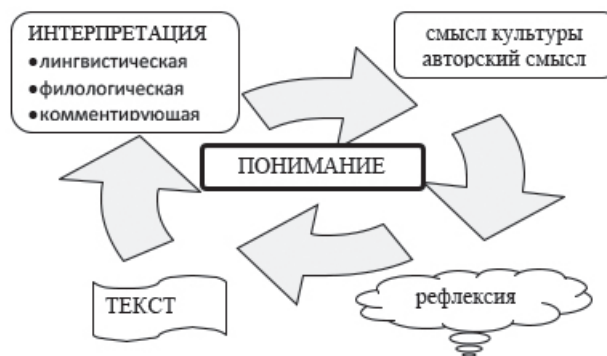 ИНТЕРПРЕТАЦИЯ
●лингвистическая
●филологическая
●комментирующая
смысл культуры
авторский смысл
ПОНИМАНИЕ
ТЕКСТ
рефлексия